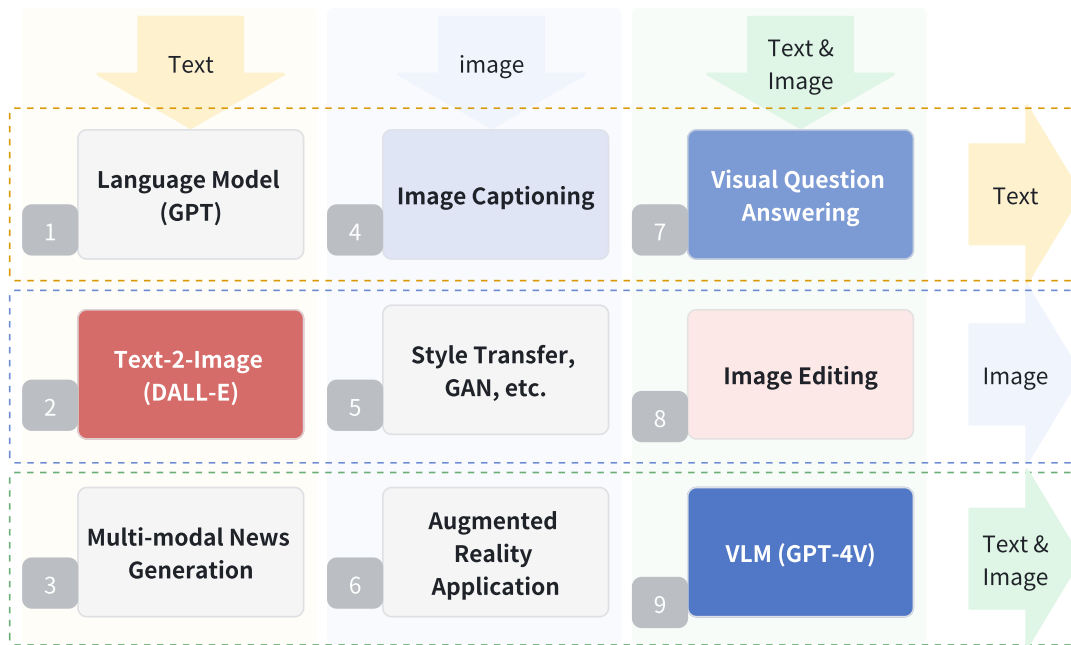 Text
image
Text &
Image
Language Model
(GPT)
1
Image Captioning
4
Visual Question
Answering
7
Text
Text-2-Image
(DALL-E)
2
Style Transfer,
GAN, etc.
5
Image Editing
8
Image
Multi-modal News
Generation
3
Augmented
Reality
Application
6
VLM (GPT-4V)
9
Text &
Image